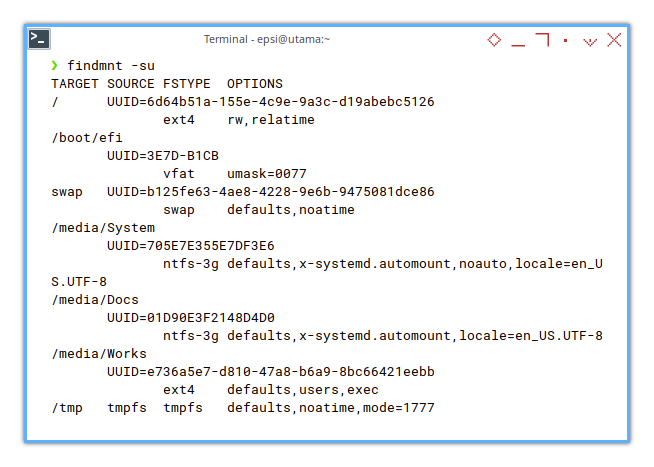 Terminal - epsi@utama:~
❯ findmnt -su
TARGET SOURCE FSTYPE  OPTIONS
/      UUID=6d64b51a-155e-4c9e-9a3c-d19abebc5126
              ext4    rw,relatime
/boot/efi
       UUID=3E7D-B1CB
              vfat    umask=0077
swap   UUID=b125fe63-4ae8-4228-9e6b-9475081dce86
              swap    defaults,noatime
/media/System
       UUID=705E7E355E7DF3E6
              ntfs-3g defaults,x-systemd.automount,noauto,locale=en_U
S.UTF-8
/media/Docs
       UUID=01D90E3F2148D4D0
              ntfs-3g defaults,x-systemd.automount,locale=en_US.UTF-8
/media/Works
       UUID=e736a5e7-d810-47a8-b6a9-8bc66421eebb
              ext4    defaults,users,exec
/tmp   tmpfs  tmpfs   defaults,noatime,mode=1777